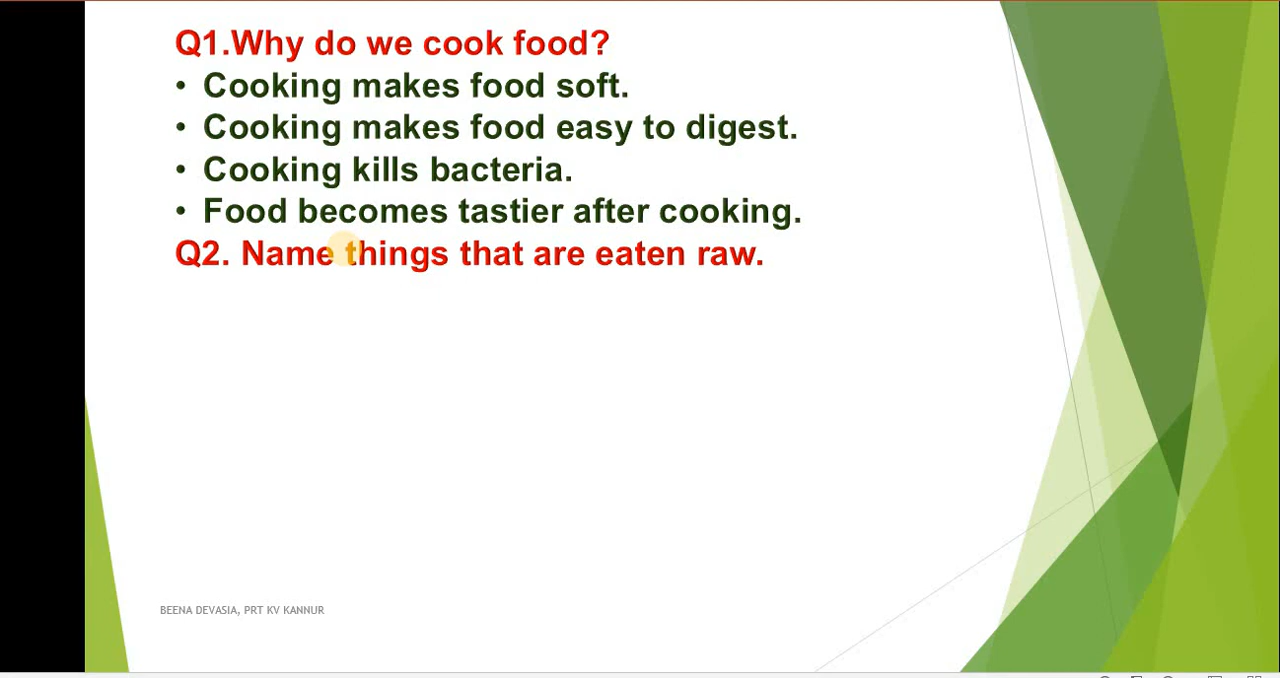 Q1.Why do we cook food?
• Cooking makes food soft.
• Cooking makes food easy to digest.
• Cooking kills bacteria.
• Food becomes tastier after cooking.
Q2. Name things that are eaten raw.
BEENA DEVASIA, PRT KV KANNUR